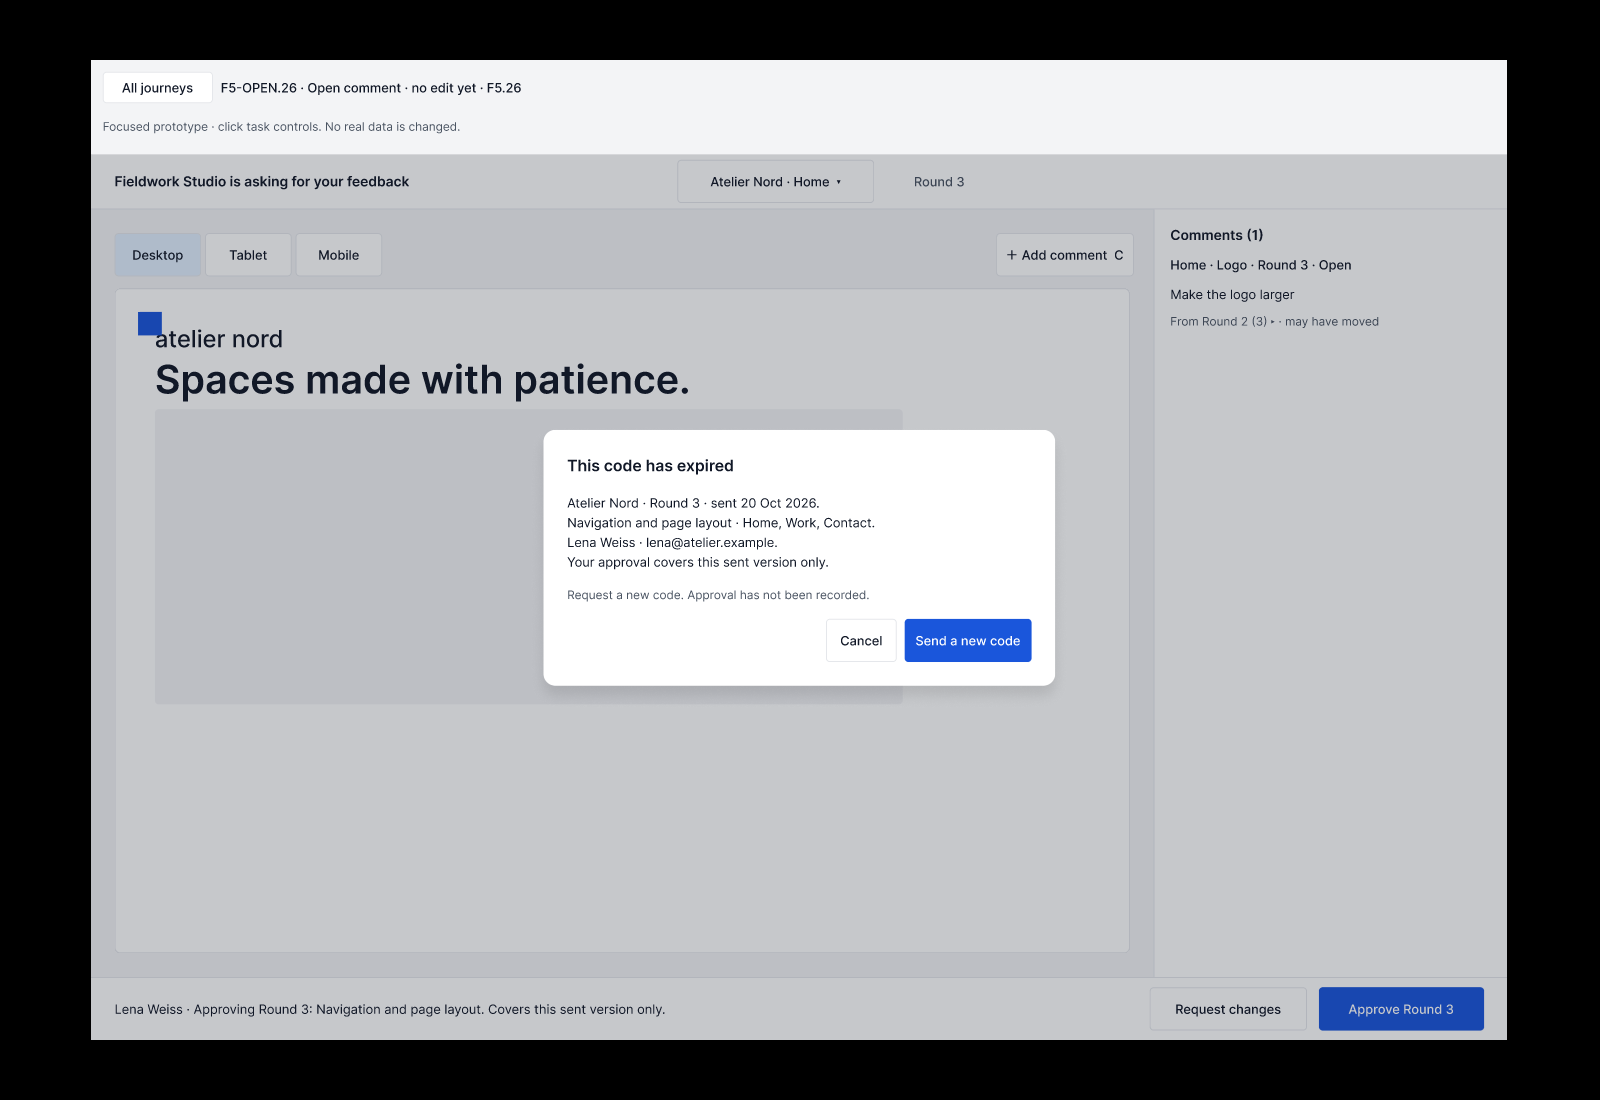 All journeys
F5-OPEN.26 · Open comment · no edit yet · F5.26
Focused prototype · click task controls. No real data is changed.
Fieldwork Studio is asking for your feedback
Atelier Nord · Home ▾
Round 3
Desktop
Tablet
Mobile
+ Add comment C
atelier nord
Spaces made with patience.
Comments (1)
Home · Logo · Round 3 · Open
Make the logo larger
From Round 2 (3) ▸ · may have moved
This code has expired
Atelier Nord · Round 3 · sent 20 Oct 2026.
Navigation and page layout · Home, Work, Contact.
Lena Weiss · lena@atelier.example.
Your approval covers this sent version only.
Request a new code. Approval has not been recorded.
Cancel
Send a new code
Lena Weiss · Approving Round 3: Navigation and page layout. Covers this sent version only.
Request changes
Approve Round 3